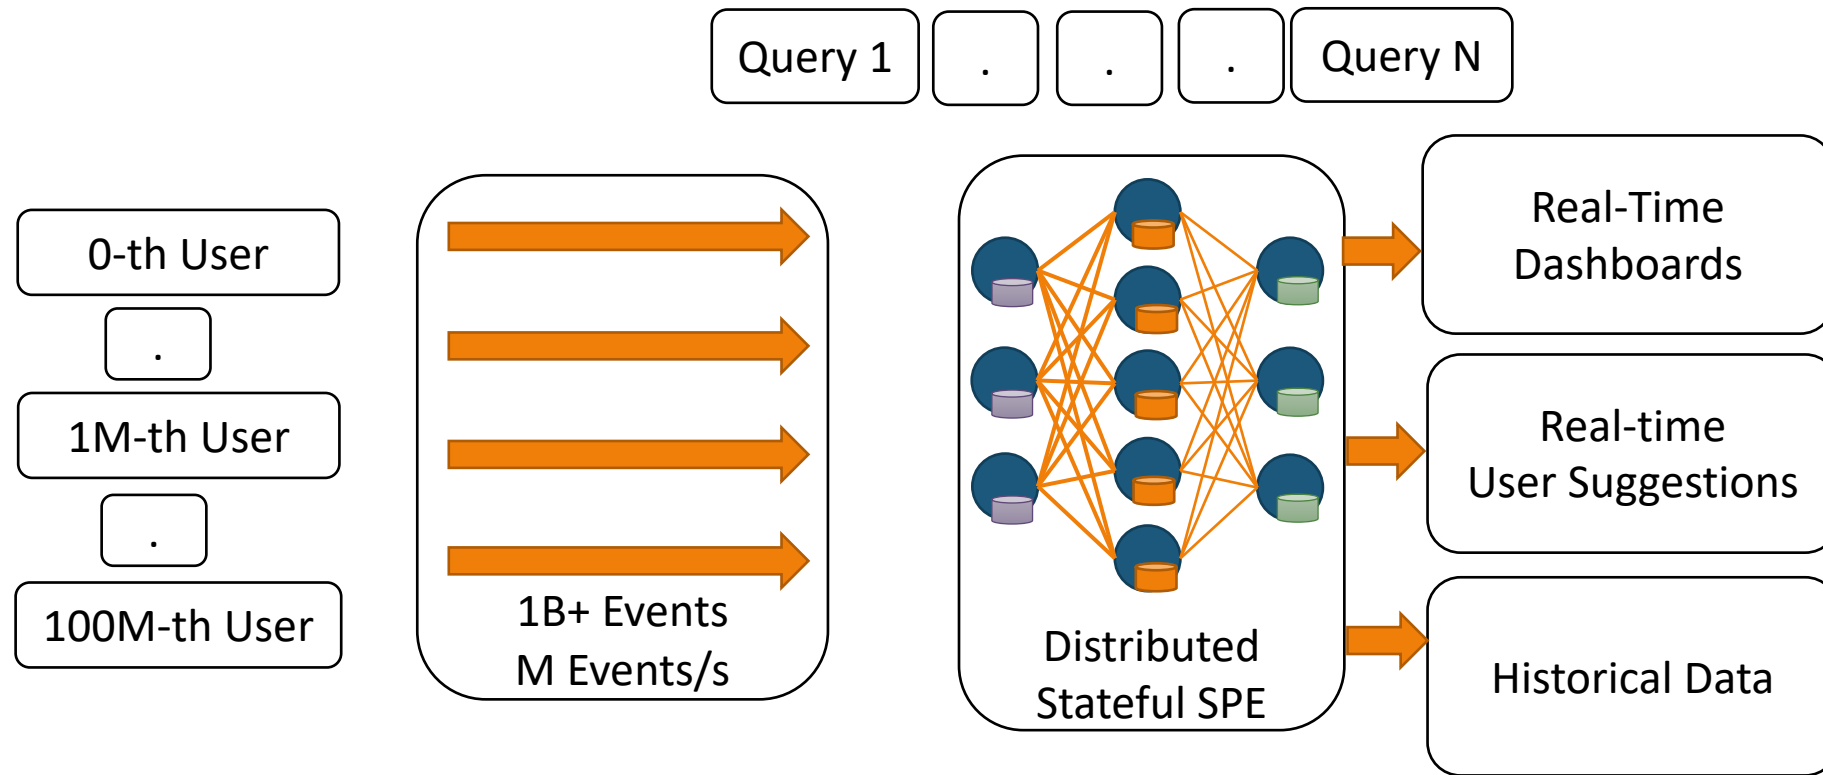 Query 1
.
.
.
Query N
0-th User
.
1M-th User
.
100M-th User
1B+ Events
M Events/s
Distributed
Stateful SPE
Real-Time
Dashboards
Real-time
User Suggestions
Historical Data